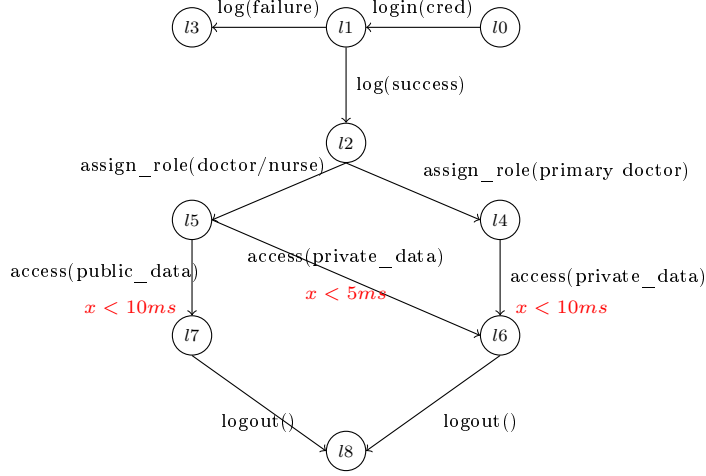 log(failure)
login(cred)
l3
l1
l0
log(success)
l2
assign_role(doctor/nurse)
assign_role(primary doctor)
l5
l4
access(private_data)
access(public_data)
access(private_data)
x < 5ms
x < 10ms
x < 10ms
l7
l6
logout()
logout()
l8